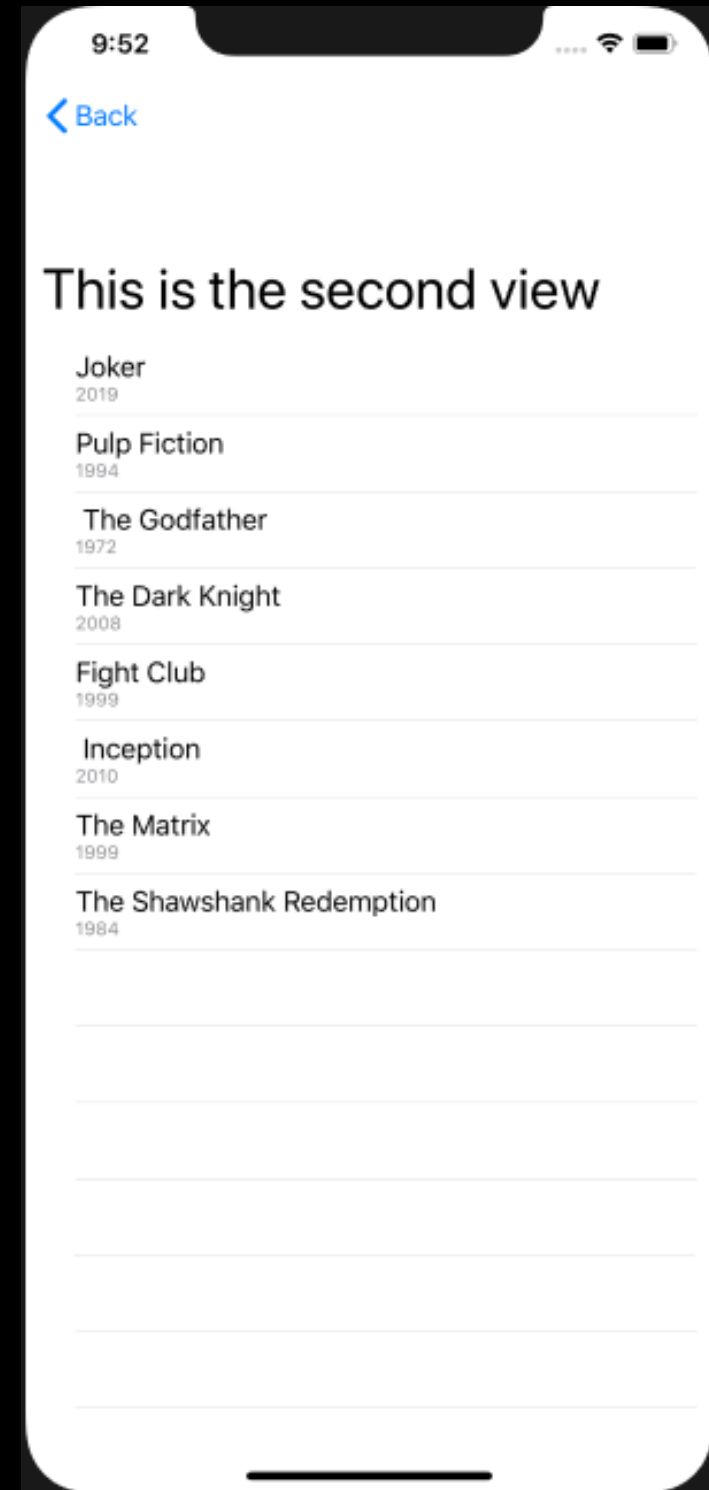 9:52
Back
This is the second view
Joker
2019
Pulp Fiction
1994
The Godfather
1972
The Dark Knight
2008
Fight Club
1999
Inception
2010
The Matrix
1999
The Shawshank Redemption
1984